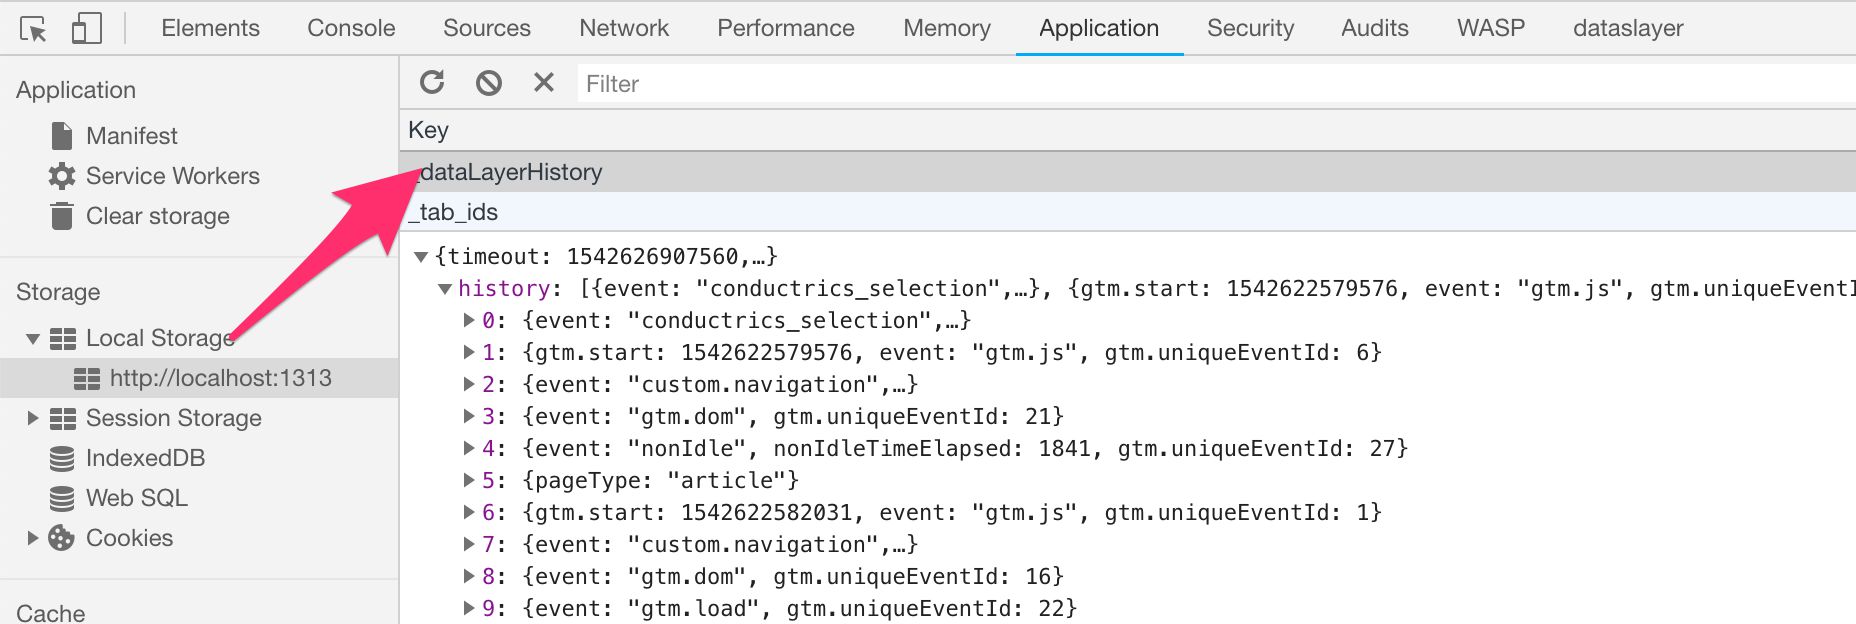 Elements Console Sources Network Performance Memory Application Security Audits WASP dataslayer
Application
Manifest
Service Workers
Clear storage
Storage
Local Storage
http://localhost:1313
Session Storage
IndexedDB
Web SQL
Cookies
Cache
Filter
Key
_dataLayerHistory
_tab_ids
{timeout: 1542626907560,…}
history: [{event: "conductrics_selection",…}, {gtm.start: 1542622579576, event: "gtm.js", gtm.uniqueEventI
0: {event: "conductrics_selection",…}
1: {gtm.start: 1542622579576, event: "gtm.js", gtm.uniqueEventId: 6}
2: {event: "custom.navigation",…}
3: {event: "gtm.dom", gtm.uniqueEventId: 21}
4: {event: "nonIdle", nonIdleTimeElapsed: 1841, gtm.uniqueEventId: 27}
5: {pageType: "article"}
6: {gtm.start: 1542622582031, event: "gtm.js", gtm.uniqueEventId: 1}
7: {event: "custom.navigation",…}
8: {event: "gtm.dom", gtm.uniqueEventId: 16}
9: {event: "gtm.load", gtm.uniqueEventId: 22}